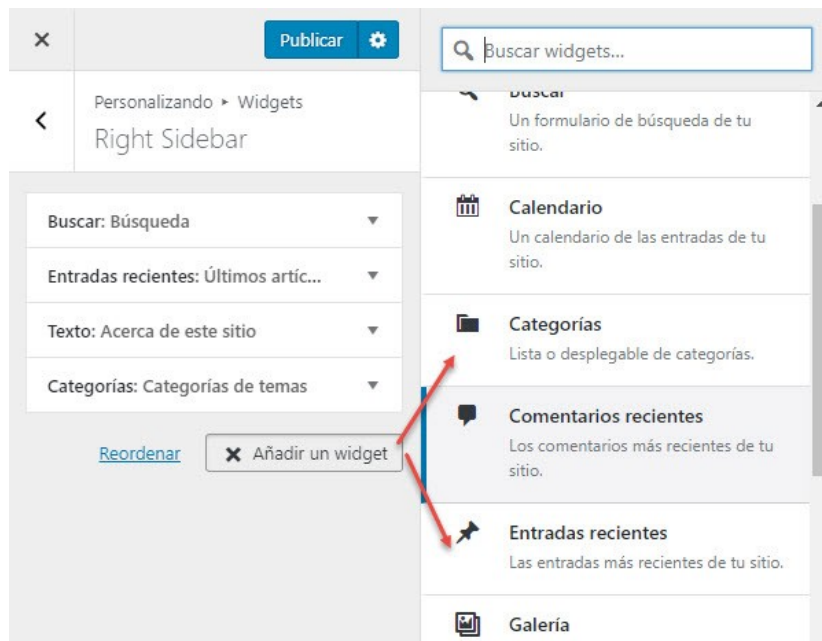 Publicar
Personalizando ▸ Widgets
Right Sidebar
Buscar: Búsqueda
Entradas recientes: Últimos artíc...
Texto: Acerca de este sitio
Categorías: Categorías de temas
Reordenar
Añadir un widget
Buscar widgets...
Buscar
Un formulario de búsqueda de tu
sitio.
Calendario
Un calendario de las entradas de tu
sitio.
Categorías
Lista o desplegable de categorías.
Comentarios recientes
Los comentarios más recientes de tu
sitio.
Entradas recientes
Las entradas más recientes de tu sitio.
Galería